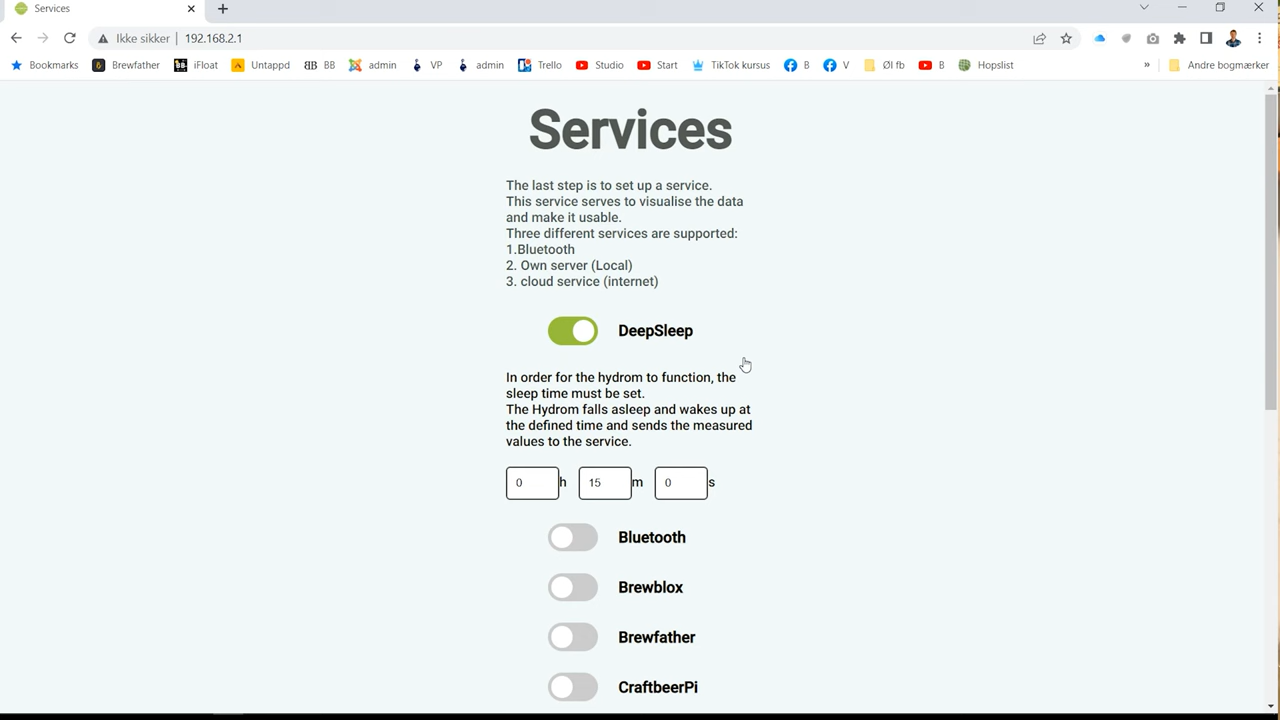 Services
Ikke sikker
192.168.2.1
Bookmarks
Brewfather
iFloat
Untappd
BB
admin
VP
admin
Trello
Studio
Start
TikTok kursus
B
V
Øl fb
B
Hopslist
»
Andre bogmærker
Services
The last step is to set up a service.
This service serves to visualise the data
and make it usable.
Three different services are supported:
1.Bluetooth
2. Own server (Local)
3. cloud service (internet)
DeepSleep
In order for the hydrom to function, the
sleep time must be set.
The Hydrom falls asleep and wakes up at
the defined time and sends the measured
values to the service.
0 h 15 m 0 s
Bluetooth
Brewblox
Brewfather
CraftbeerPi